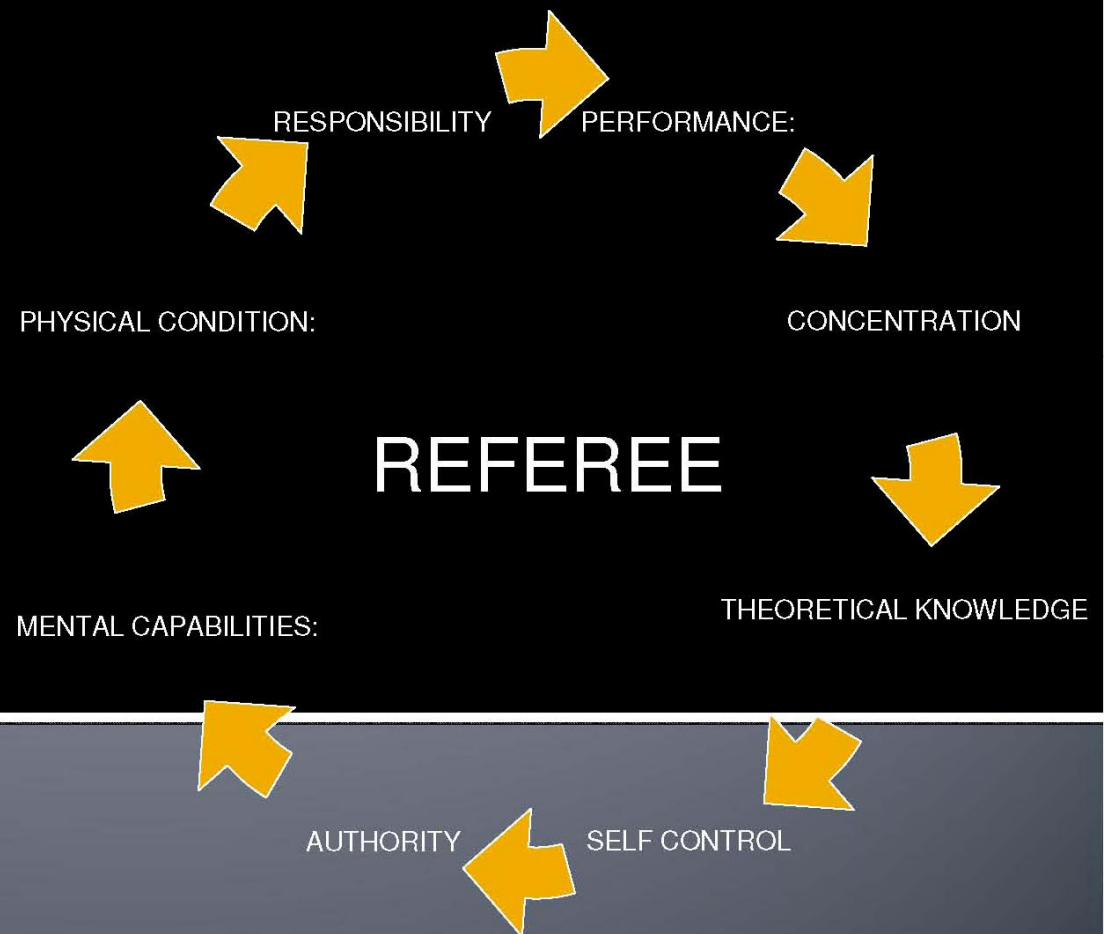 RESPONSIBILITY
PERFORMANCE:
PHYSICAL CONDITION:
CONCENTRATION
REFEREE
MENTAL CAPABILITIES:
THEORETICAL KNOWLEDGE
AUTHORITY
SELF CONTROL